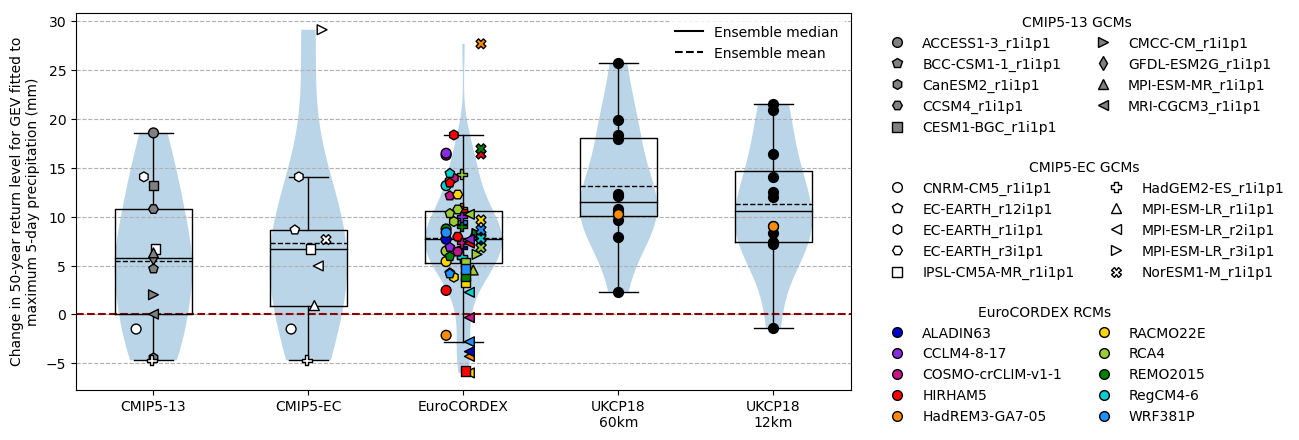 Change in 50-year return level for GEV fitted to
maximum 5-day precipitation (mm)
30
25
20
15
10
5
0
−5
Ensemble median
Ensemble mean
CMIP5-13
CMIP5-EC
EuroCORDEX
UKCP18
60km
UKCP18
12km
CMIP5-13 GCMs
ACCESS1-3_r1i1p1
BCC-CSM1-1_r1i1p1
CanESM2_r1i1p1
CCSM4_r1i1p1
CESM1-BGC_r1i1p1
CMCC-CM_r1i1p1
GFDL-ESM2G_r1i1p1
MPI-ESM-MR_r1i1p1
MRI-CGCM3_r1i1p1
CMIP5-EC GCMs
CNRM-CM5_r1i1p1
EC-EARTH_r12i1p1
EC-EARTH_r1i1p1
EC-EARTH_r3i1p1
IPSL-CM5A-MR_r1i1p1
HadGEM2-ES_r1i1p1
MPI-ESM-LR_r1i1p1
MPI-ESM-LR_r2i1p1
MPI-ESM-LR_r3i1p1
NorESM1-M_r1i1p1
EuroCORDEX RCMs
ALADIN63
CCLM4-8-17
COSMO-crCLIM-v1-1
HIRHAM5
HadREM3-GA7-05
RACMO22E
RCA4
REMO2015
RegCM4-6
WRF381P